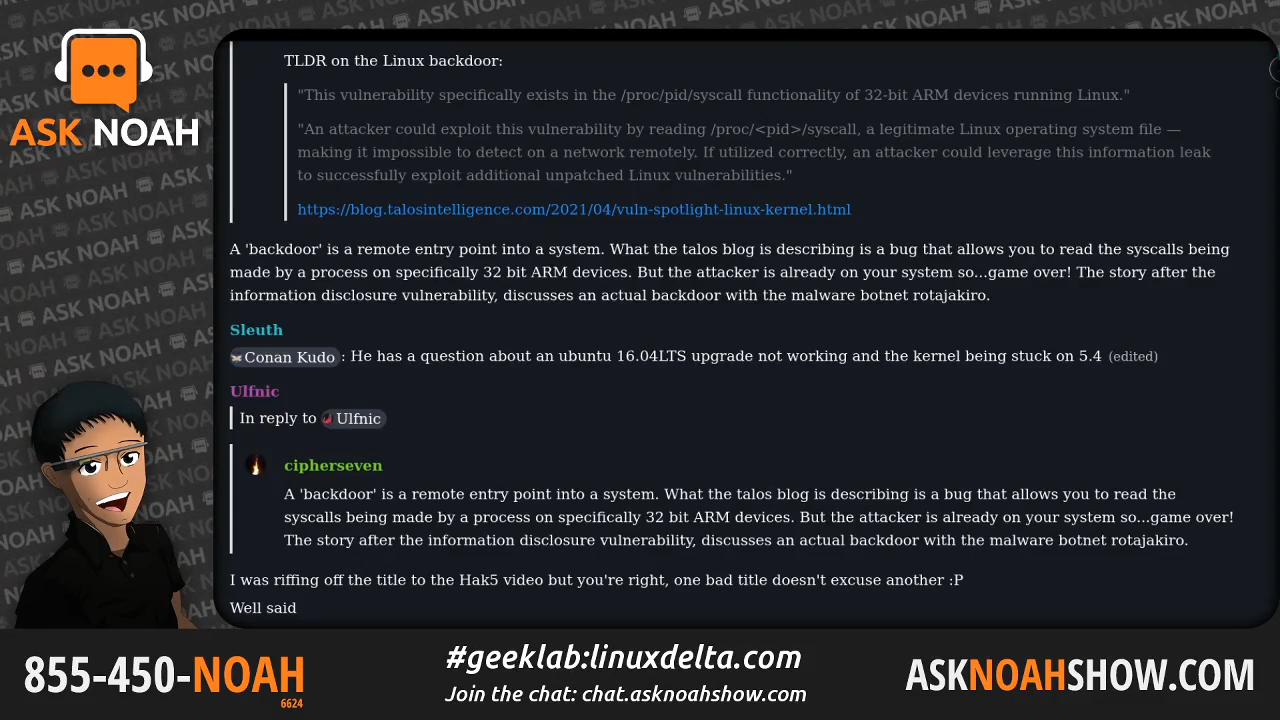 ASK NOAH
TLDR on the Linux backdoor:
"This vulnerability specifically exists in the /proc/pid/syscall functionality of 32-bit ARM devices running Linux."
"An attacker could exploit this vulnerability by reading /proc/<pid>/syscall, a legitimate Linux operating system file —
making it impossible to detect on a network remotely. If utilized correctly, an attacker could leverage this information leak
to successfully exploit additional unpatched Linux vulnerabilities."
https://blog.talosintelligence.com/2021/04/vuln-spotlight-linux-kernel.html
A 'backdoor' is a remote entry point into a system. What the talos blog is describing is a bug that allows you to read the syscalls being
made by a process on specifically 32 bit ARM devices. But the attacker is already on your system so...game over! The story after the
information disclosure vulnerability, discusses an actual backdoor with the malware botnet rotajakiro.
Sleuth
Conan Kudo: He has a question about an ubuntu 16.04LTS upgrade not working and the kernel being stuck on 5.4 (edited)
Ulfnic
In reply to Ulfnic
cipherseven
A 'backdoor' is a remote entry point into a system. What the talos blog is describing is a bug that allows you to read the
syscalls being made by a process on specifically 32 bit ARM devices. But the attacker is already on your system so...game over!
The story after the information disclosure vulnerability, discusses an actual backdoor with the malware botnet rotajakiro.
I was riffing off the title to the Hak5 video but you're right, one bad title doesn't excuse another :P
Well said
855-450-NOAH
6624
#geeklab:linuxdelta.com
Join the chat: chat.asknoahshow.com
ASKNOAHSHOW.COM